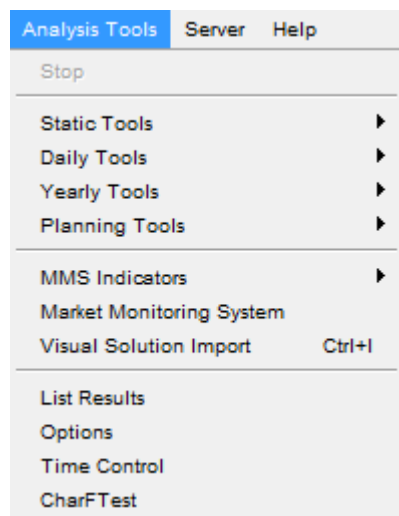 Analysis Tools Server Help
Stop
Static Tools
Daily Tools
Yearly Tools
Planning Tools
MMS Indicators
Market Monitoring System
Visual Solution Import Ctrl+I
List Results
Options
Time Control
CharFTest